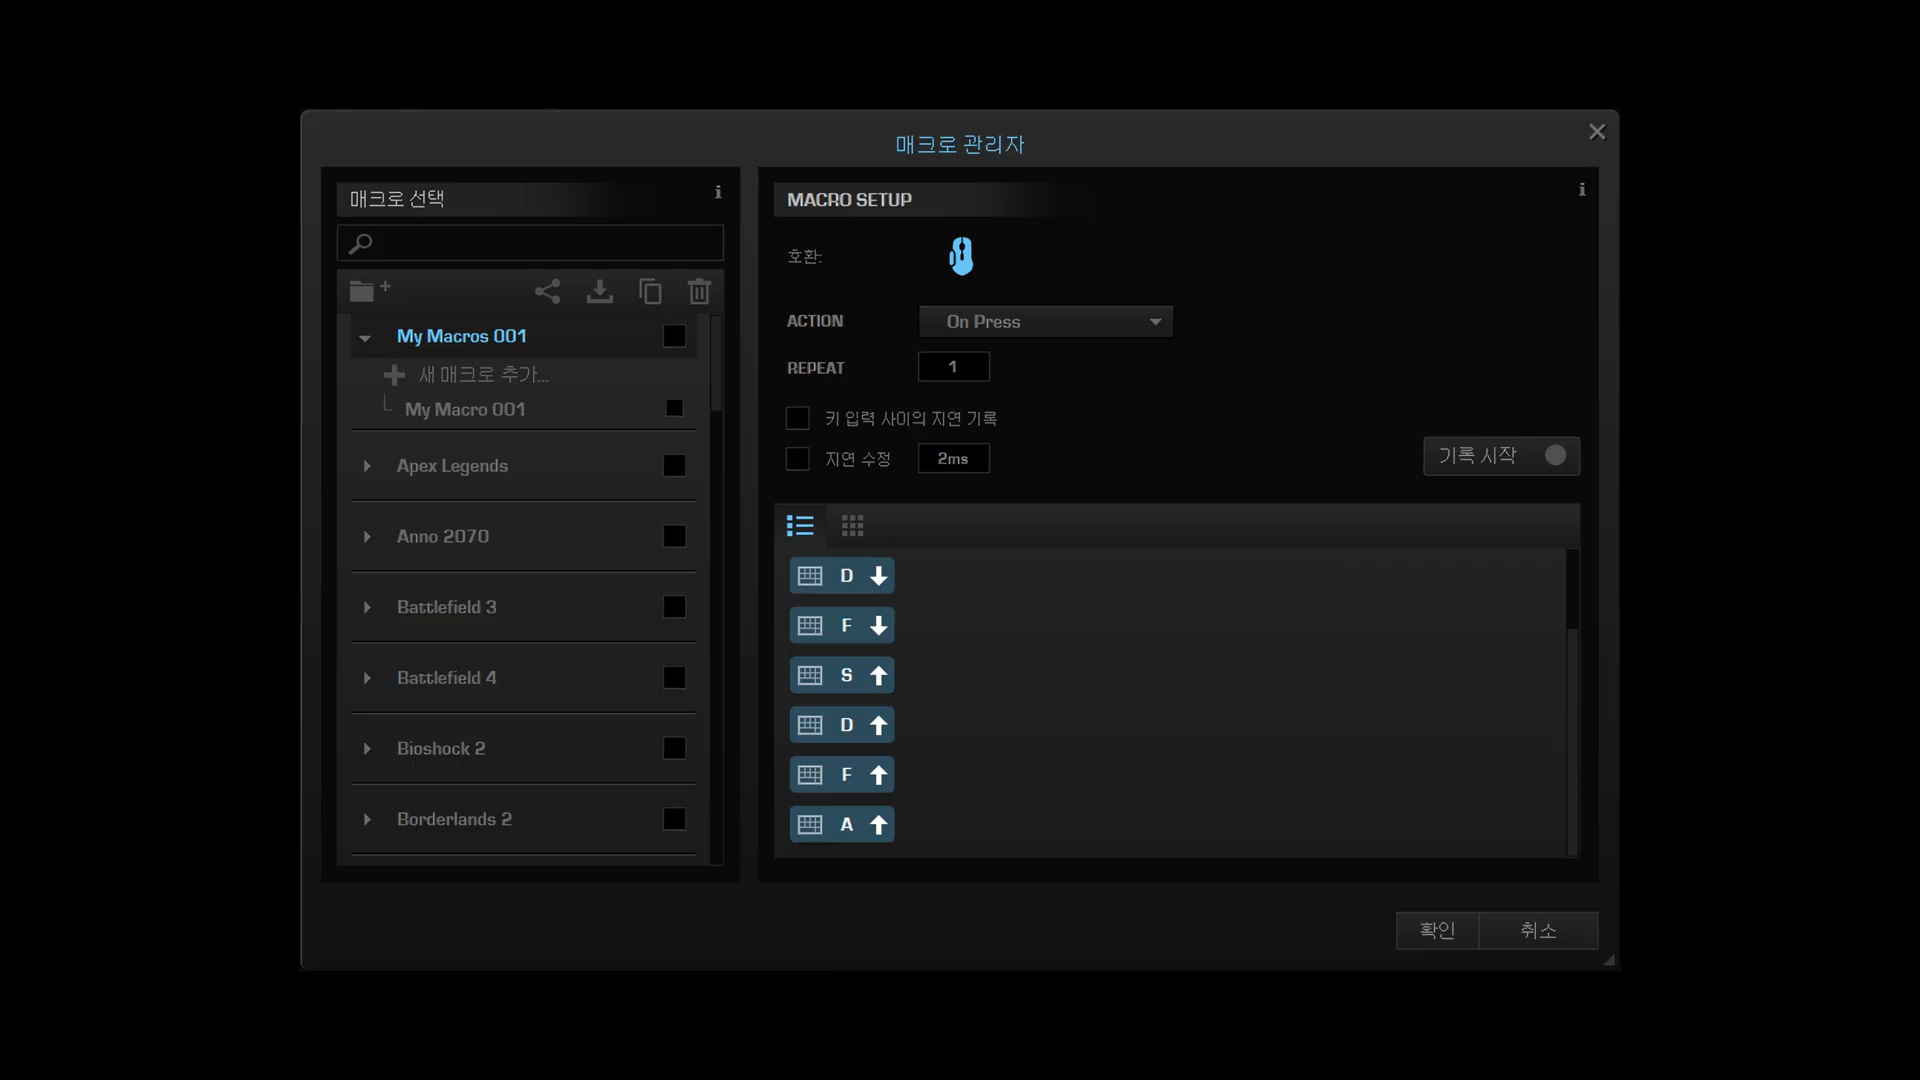 매크로 관리자
매크로 선택
My Macros 001
새 매크로 추가...
My Macro 001
Apex Legends
Anno 2070
Battlefield 3
Battlefield 4
Bioshock 2
Borderlands 2
MACRO SETUP
호환:
ACTION On Press
REPEAT 1
키 입력 사이의 지연 기록
지연 수정 2ms
기록 시작
D
F
S
D
F
A
확인 취소